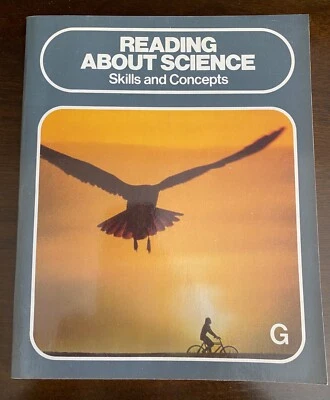 READING
ABOUT SCIENCE
Skills and Concepts
G